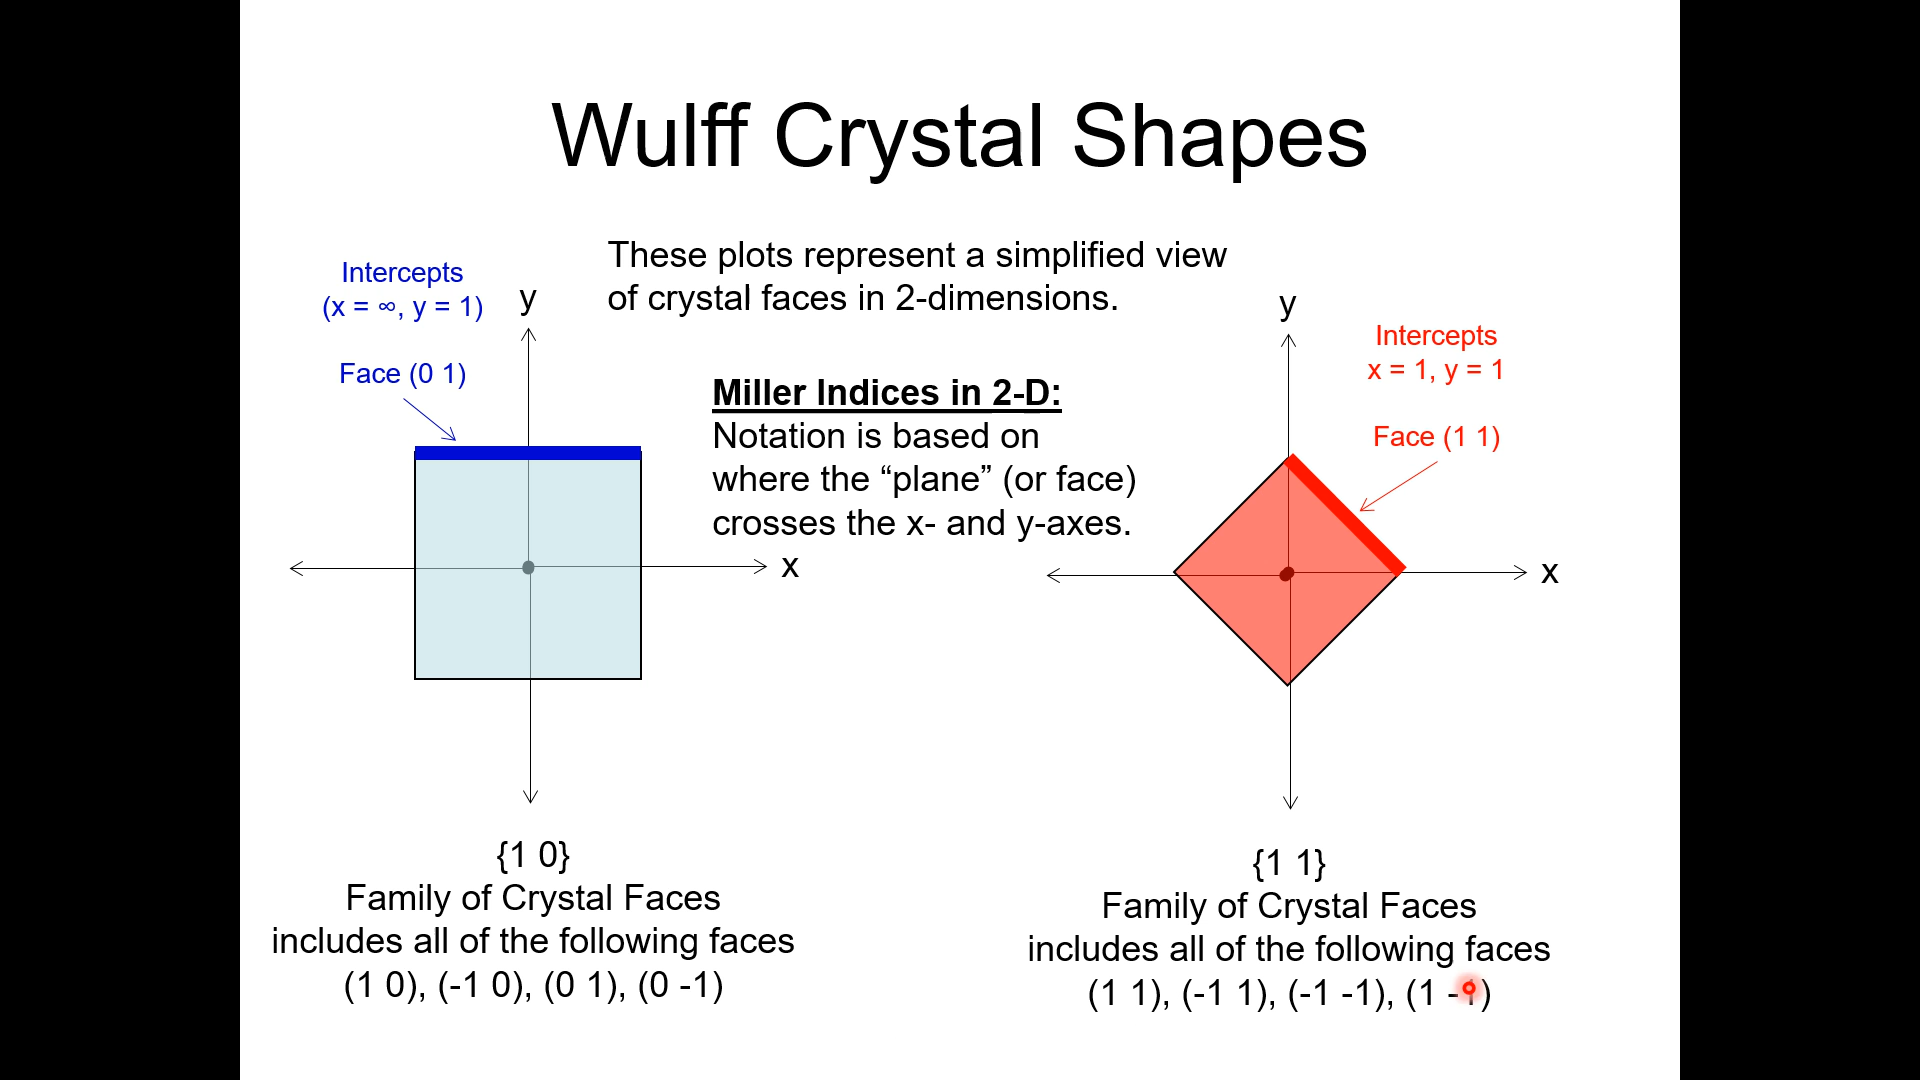 Wulff Crystal Shapes
These plots represent a simplified view
of crystal faces in 2-dimensions.
Intercepts
(x = ∞, y = 1)
Face (0 1)
y
x
Miller Indices in 2-D:
Notation is based on
where the “plane” (or face)
crosses the x- and y-axes.
y
Intercepts
x = 1, y = 1
Face (1 1)
x
{1 0}
Family of Crystal Faces
includes all of the following faces
(1 0), (-1 0), (0 1), (0 -1)
{1 1}
Family of Crystal Faces
includes all of the following faces
(1 1), (-1 1), (-1 -1), (1 -1)